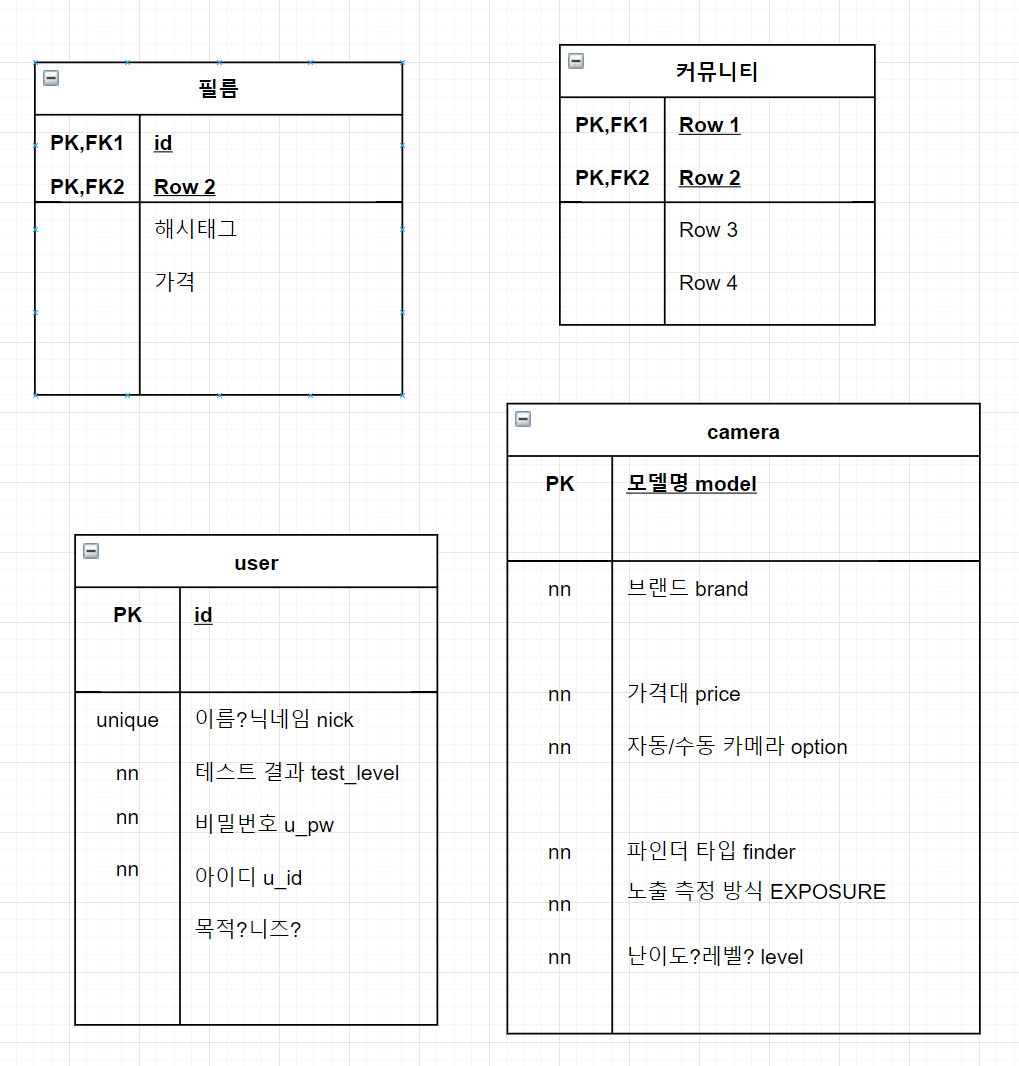 필름
PK,FK1 id
PK,FK2 Row 2
해시태그
가격
커뮤니티
PK,FK1 Row 1
PK,FK2 Row 2
Row 3
Row 4
user
PK id
unique 이름?닉네임 nick
nn 테스트 결과 test_level
nn 비밀번호 u_pw
nn 아이디 u_id
목적?니즈?
camera
PK 모델명 model
nn 브랜드 brand
nn 가격대 price
nn 자동/수동 카메라 option
nn 파인더 타입 finder
nn 노출 측정 방식 EXPOSURE
nn 난이도?레벨? level